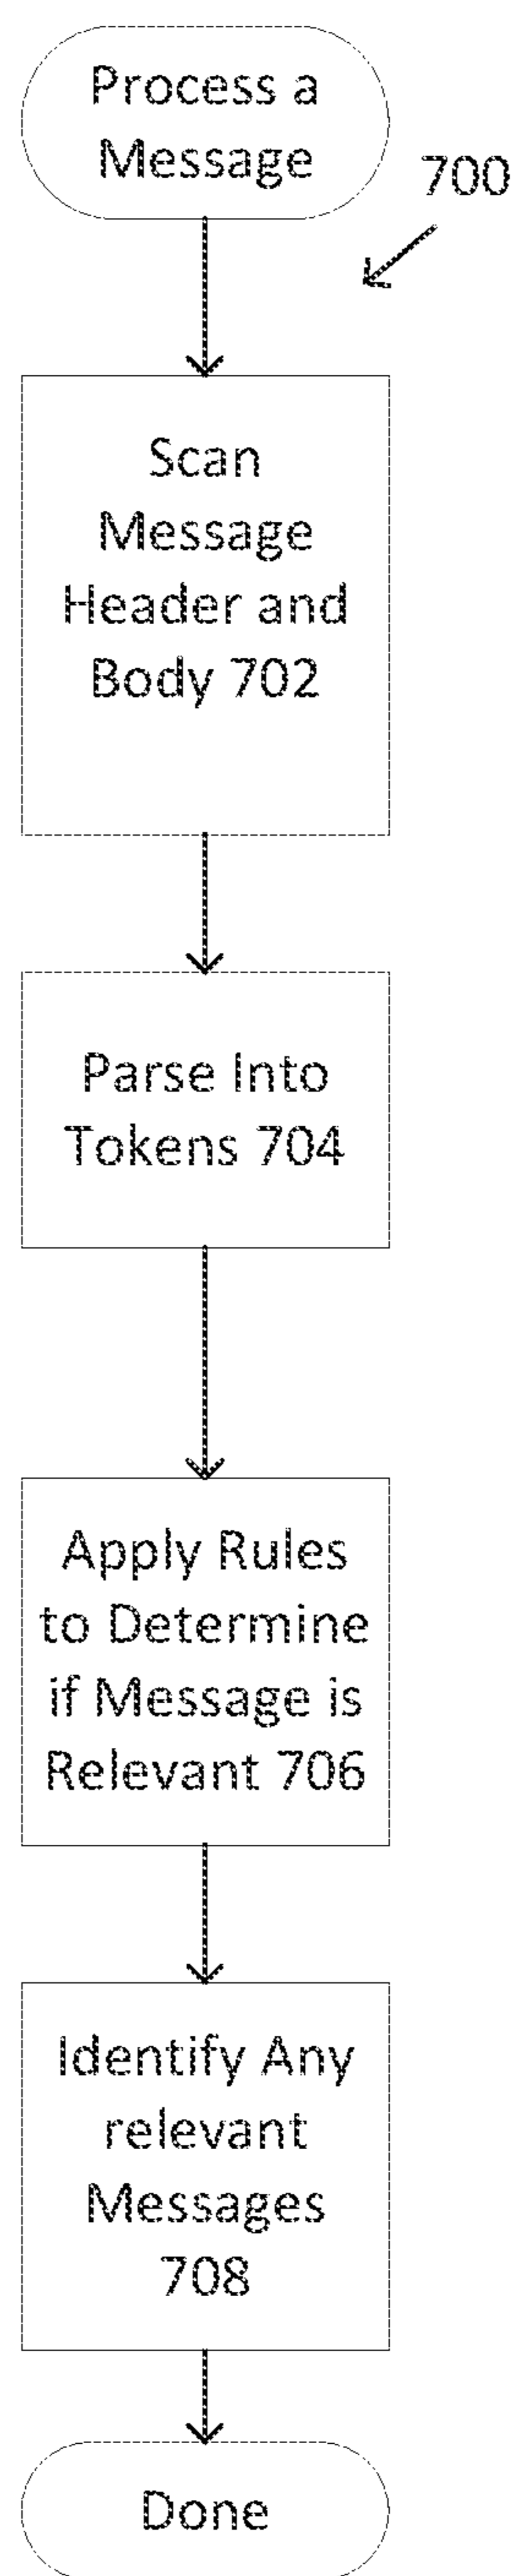 Process a
Message
700
Scan
Message
Header and
Body 702
Parse Into
Tokens 704
Apply Rules
to Determine
if Message is
Relevant 706
Identify Any
relevant
Messages
708
Done